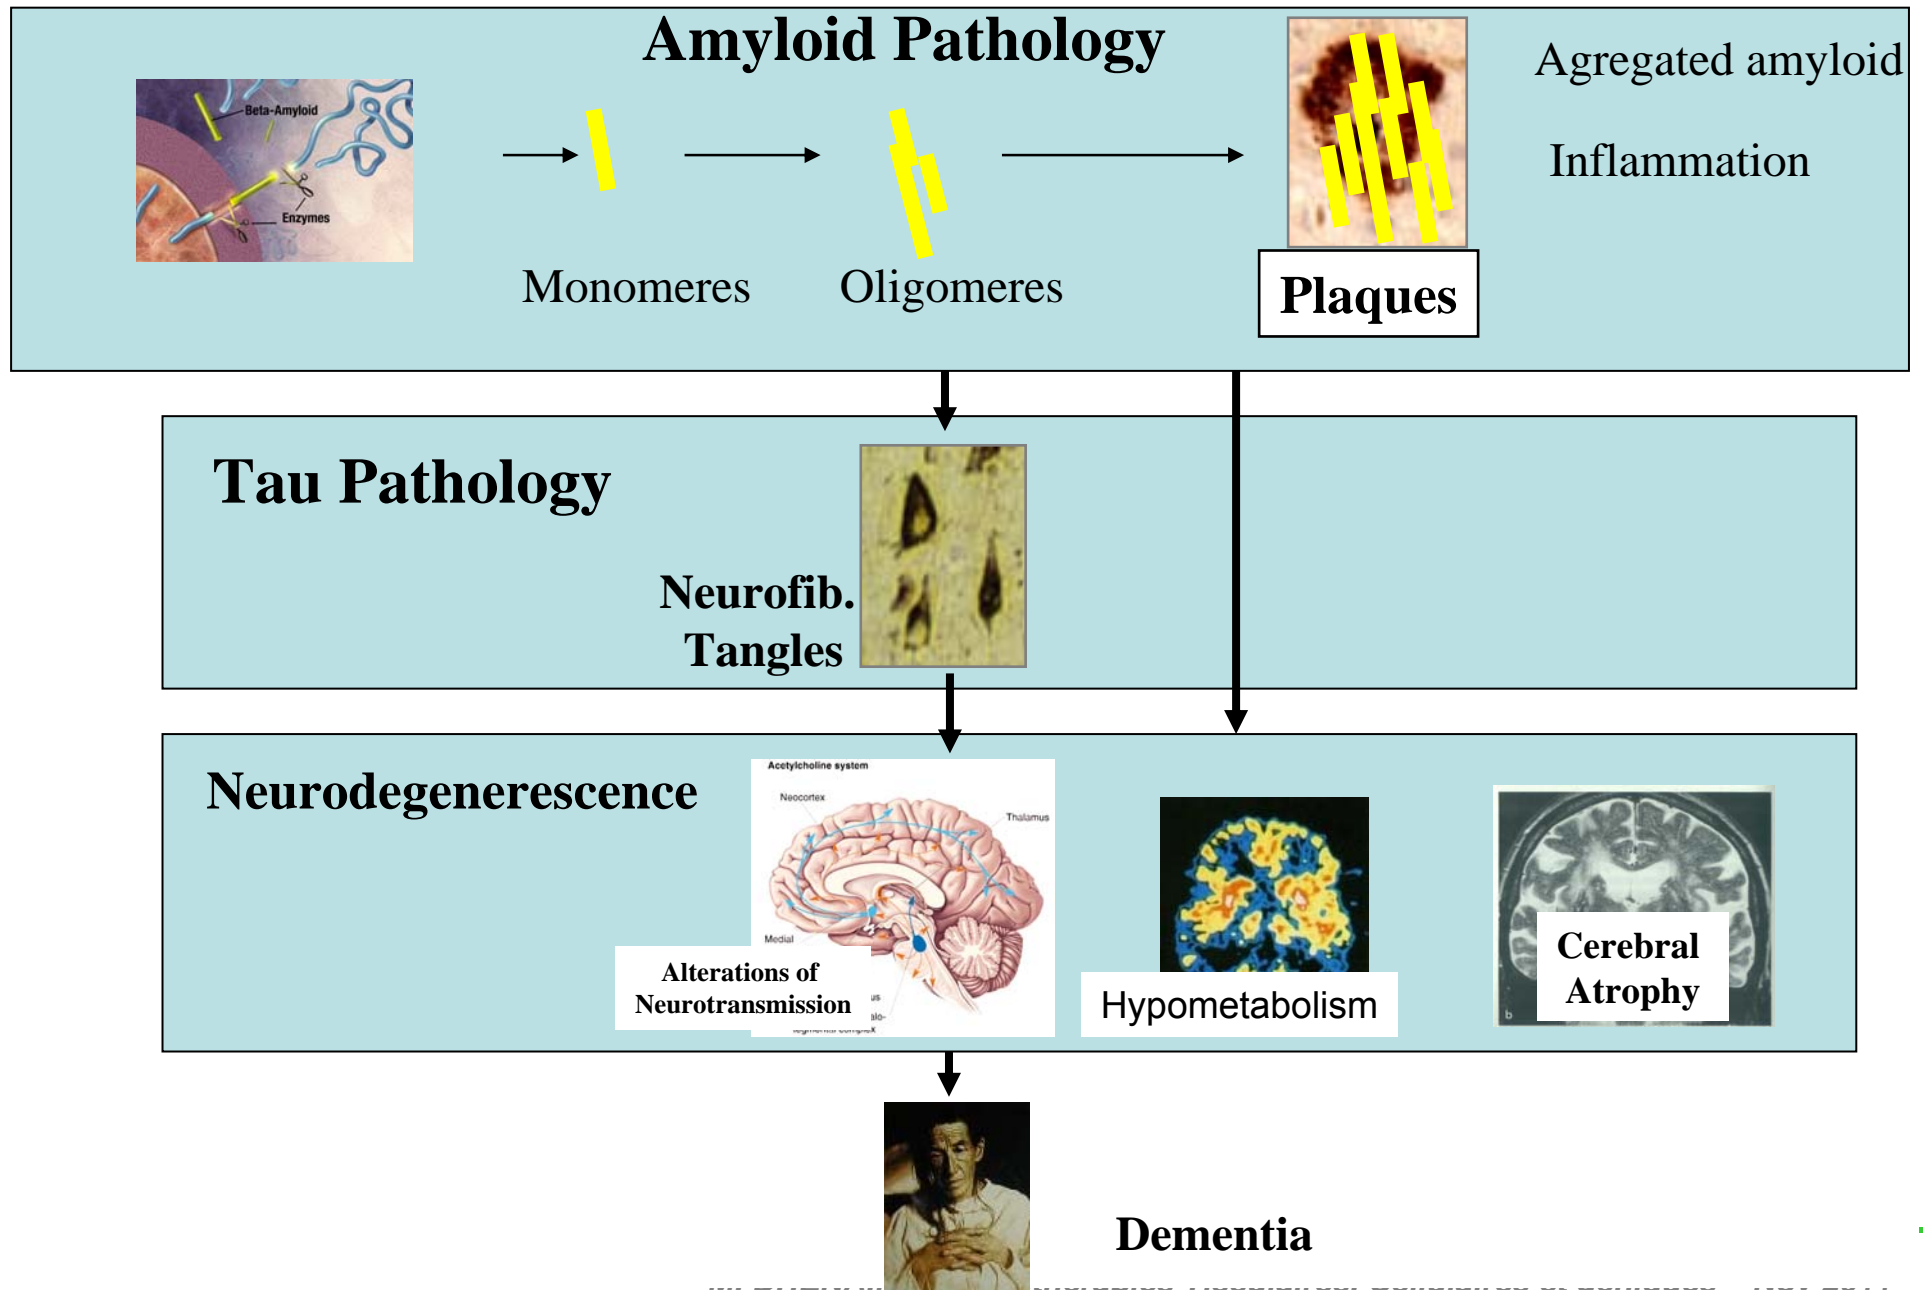 Amyloid Pathology
Agregated amyloid
Inflammation
Beta-Amyloid
Enzymes
Monomeres
Oligomeres
Plaques
Tau Pathology
Neurofib.
Tangles
Neurodegenerescence
Acetylcholine system
Neocortex
Thalamus
Medial
Alterations of
Neurotransmission
Hypometabolism
Cerebral
Atrophy
b
Dementia